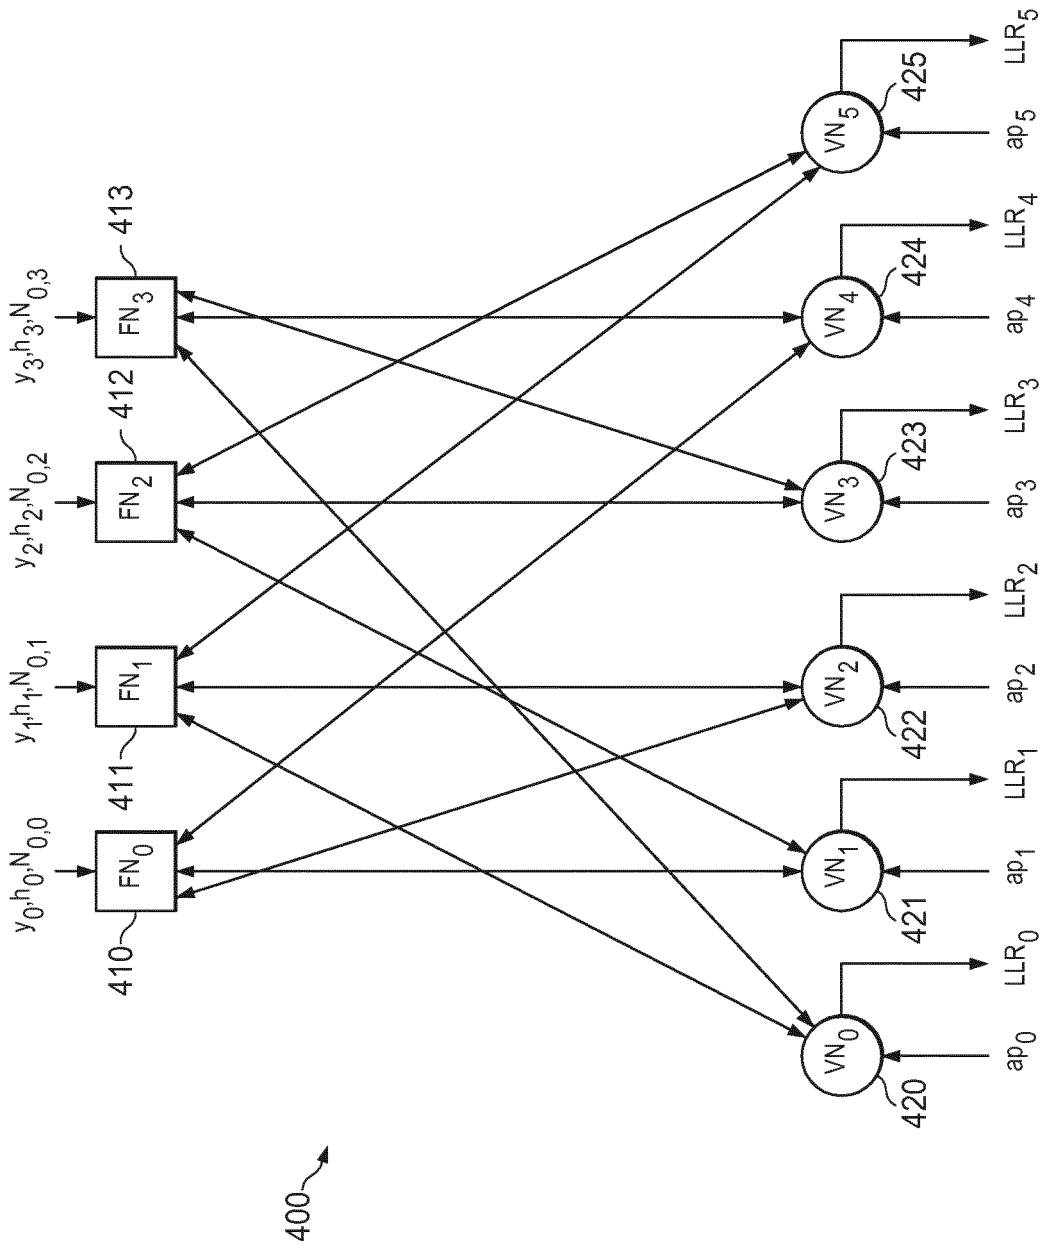 400
y₀,h₀,N₀,₀
y₁,h₁,N₀,₁
y₂,h₂,N₀,₂
y₃,h₃,N₀,₃
410
FN₀
411
FN₁
412
FN₂
413
FN₃
420
VN₀
421
VN₁
422
VN₂
423
VN₃
424
VN₄
425
VN₅
ap₀
LLR₀
ap₁
LLR₁
ap₂
LLR₂
ap₃
LLR₃
ap₄
LLR₄
ap₅
LLR₅